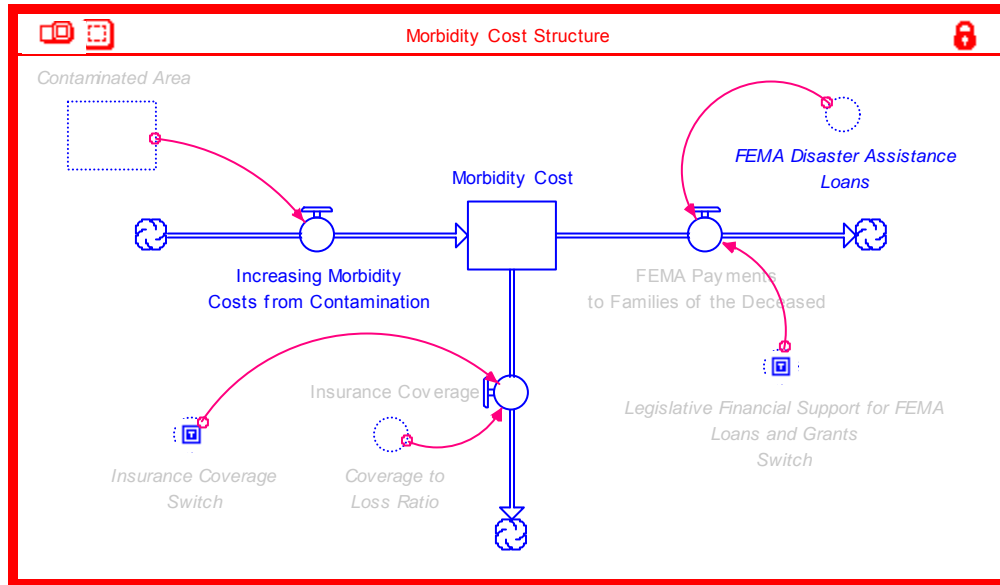 Morbidity Cost Structure
Contaminated Area
FEMA Disaster Assistance
Loans
Morbidity Cost
Increasing Morbidity
Costs from Contamination
FEMA Payments
to Families of the Deceased
Insurance Coverage
T
Legislative Financial Support for FEMA
Loans and Grants
Switch
T
Insurance Coverage
Switch
Coverage to
Loss Ratio